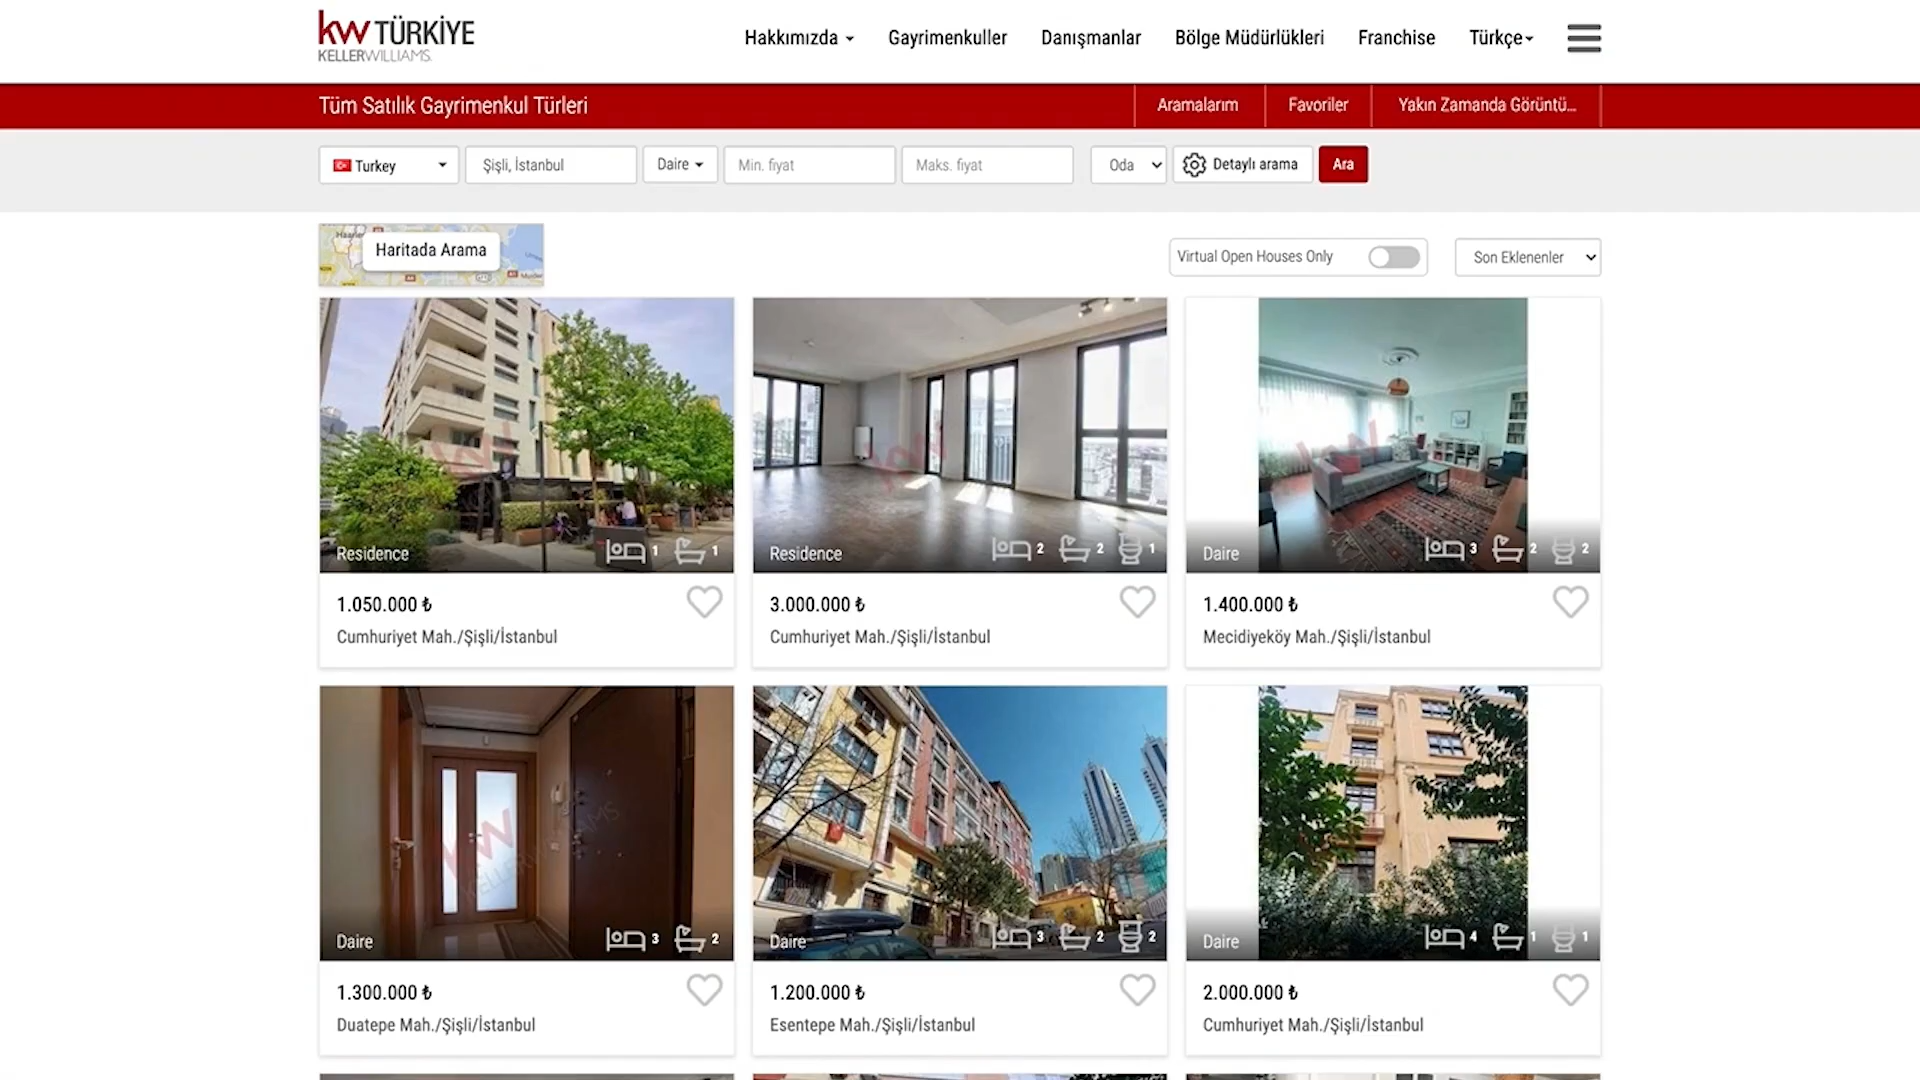 kw TÜRKİYE
KELLERWILLIAMS.
Hakkımızda
Gayrimenkuller
Danışmanlar
Bölge Müdürlükleri
Franchise
Türkçe
Tüm Satılık Gayrimenkul Türleri
Aramalarım
Favoriler
Yakın Zamanda Görüntü...
Turkey
Şişli, İstanbul
Daire
Min. fiyat
Maks. fiyat
Oda
Detaylı arama
Ara
Haritada Arama
Virtual Open Houses Only
Son Eklenenler
Residence
1 1
Residence
2 2 1
Daire
3 2 2
1.050.000 ₺
Cumhuriyet Mah./Şişli/İstanbul
3.000.000 ₺
Cumhuriyet Mah./Şişli/İstanbul
1.400.000 ₺
Mecidiyeköy Mah./Şişli/İstanbul
Daire
3 2
Daire
3 2 2
Daire
4 1 1
1.300.000 ₺
Duatepe Mah./Şişli/İstanbul
1.200.000 ₺
Esentepe Mah./Şişli/İstanbul
2.000.000 ₺
Cumhuriyet Mah./Şişli/İstanbul